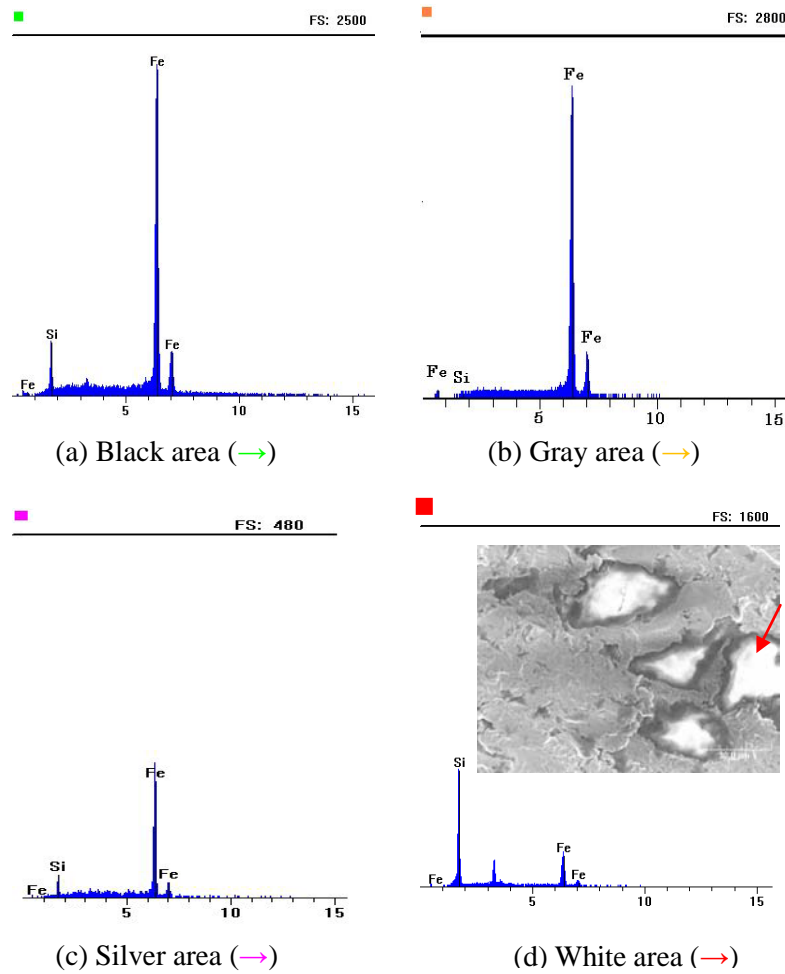 FS: 2500
Fe
Si
Fe
Fe
5
10
15
(a) Black area (→)
FS: 2800
Fe
Fe
Fe
Si
5
10
15
(b) Gray area (→)
FS: 480
Fe
Si
Fe
Fe
5
10
15
(c) Silver area (→)
FS: 1600
Si
Fe
Fe
Fe
5
10
15
(d) White area (→)